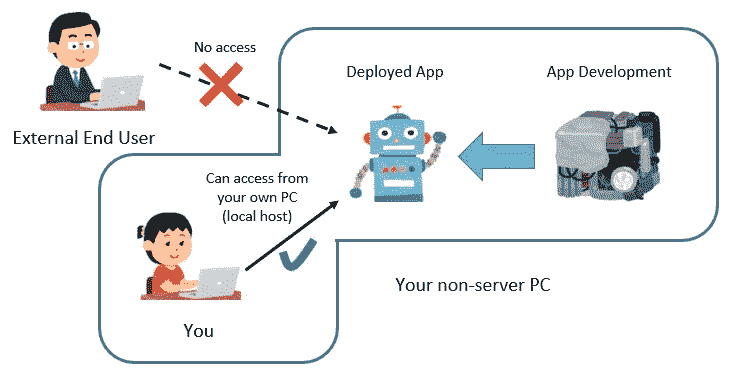 No access
Deployed App
App Development
External End User
Can access from
your own PC
(local host)
Your non-server PC
You